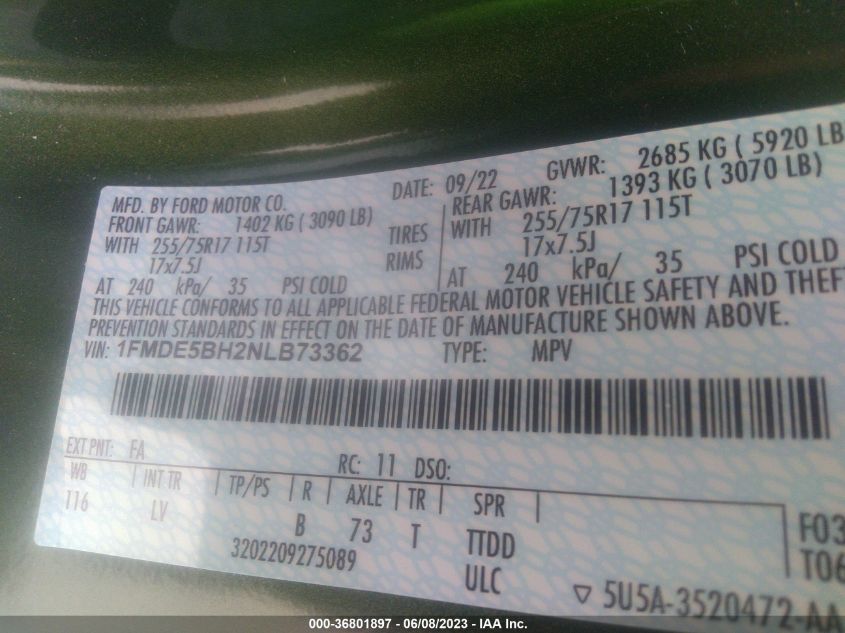 MFD. BY FORD MOTOR CO.
DATE: 09/22
GVWR: 2685 KG ( 5920 LB
FRONT GAWR: 1402 KG ( 3090 LB)
REAR GAWR: 1393 KG ( 3070 LB)
WITH 255/75R17 115T
TIRES
WITH 255/75R17 115T
17x7.5J
RIMS
17x7.5J
AT 240 kPa/ 35 PSI COLD
AT 240 kPa/ 35 PSI COLD
THIS VEHICLE CONFORMS TO ALL APPLICABLE FEDERAL MOTOR VEHICLE SAFETY AND THEFT
PREVENTION STANDARDS IN EFFECT ON THE DATE OF MANUFACTURE SHOWN ABOVE.
VIN: 1FMDE5BH2NLB73362
TYPE: MPV
EXT PNT: FA
RC: 11 DSO:
WB | INT TR | TP/PS | R | AXLE | TR | SPR
116 LV B 73 T TTDD
3202209275089
ULC
F03
T06
▽ 5U5A-3520472-AA
000-36801897 - 06/08/2023 - IAA Inc.